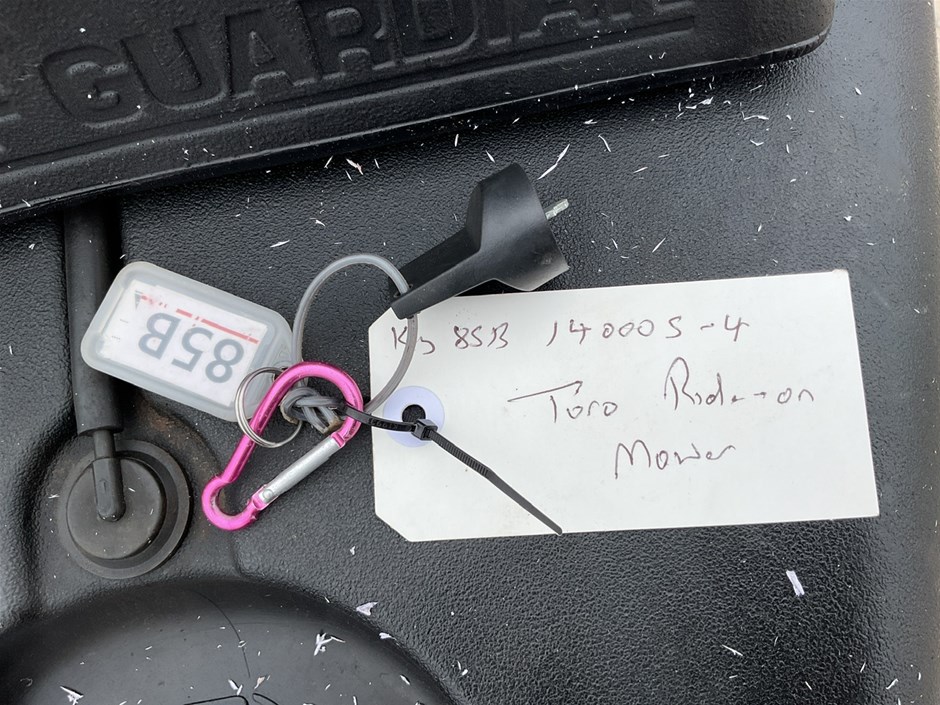 GUARDIAN
85B
Key 85B 140005-4
Toro Ride-on
Mower